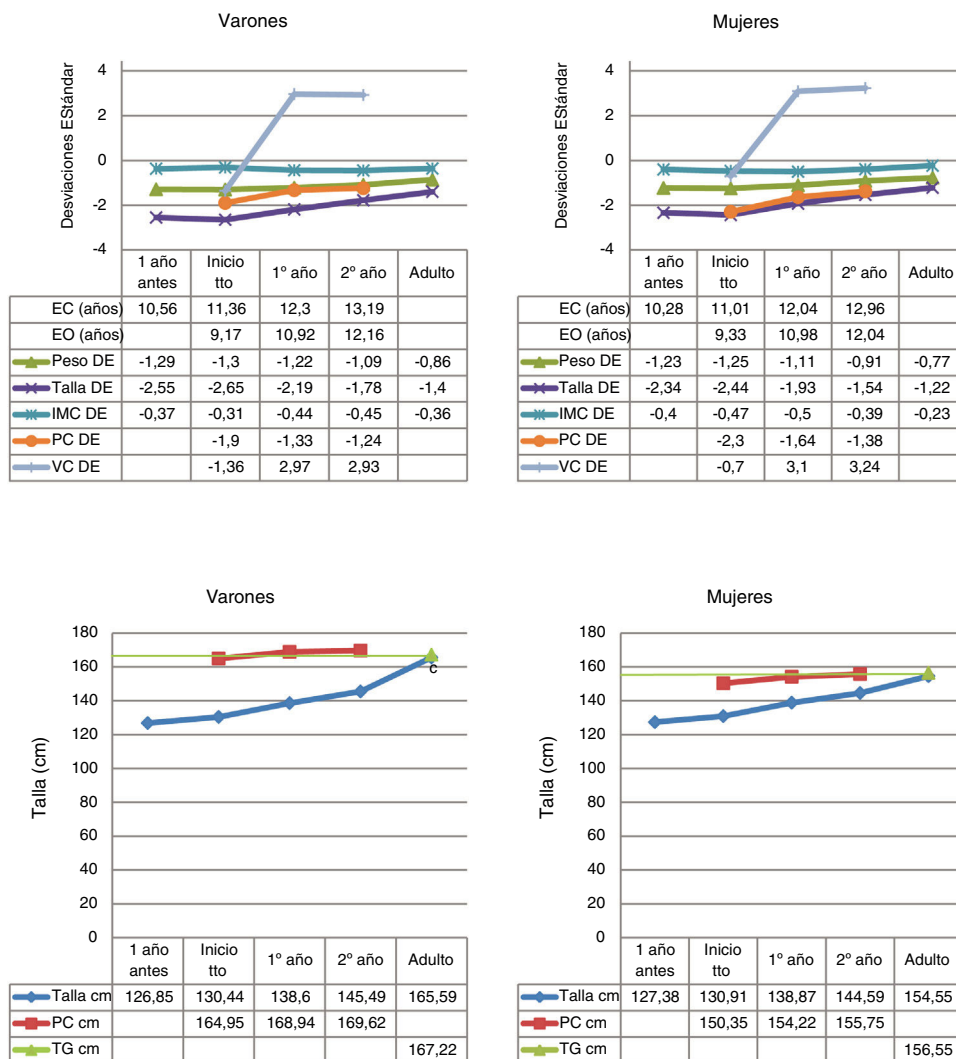 Varones
Desviaciones EStándar
4
2
0
-2
-4
1 año antes Inicio tto 1º año 2º año Adulto
EC (años) 10,56 11,36 12,3 13,19
EO (años) 9,17 10,92 12,16
Peso DE -1,29 -1,3 -1,22 -1,09 -0,86
Talla DE -2,55 -2,65 -2,19 -1,78 -1,4
IMC DE -0,37 -0,31 -0,44 -0,45 -0,36
PC DE -1,9 -1,33 -1,24
VC DE -1,36 2,97 2,93
Mujeres
Desviaciones EStándar
4
2
0
-2
-4
1 año antes Inicio tto 1º año 2º año Adulto
EC (años) 10,28 11,01 12,04 12,96
EO (años) 9,33 10,98 12,04
Peso DE -1,23 -1,25 -1,11 -0,91 -0,77
Talla DE -2,34 -2,44 -1,93 -1,54 -1,22
IMC DE -0,4 -0,47 -0,5 -0,39 -0,23
PC DE -2,3 -1,64 -1,38
VC DE -0,7 3,1 3,24
Varones
Talla (cm)
180
160
140
120
100
80
60
40
20
0
c
1 año antes Inicio tto 1º año 2º año Adulto
Talla cm 126,85 130,44 138,6 145,49 165,59
PC cm 164,95 168,94 169,62
TG cm 167,22
Mujeres
Talla (cm)
180
160
140
120
100
80
60
40
20
0
1 año antes Inicio tto 1º año 2º año Adulto
Talla cm 127,38 130,91 138,87 144,59 154,55
PC cm 150,35 154,22 155,75
TG cm 156,55